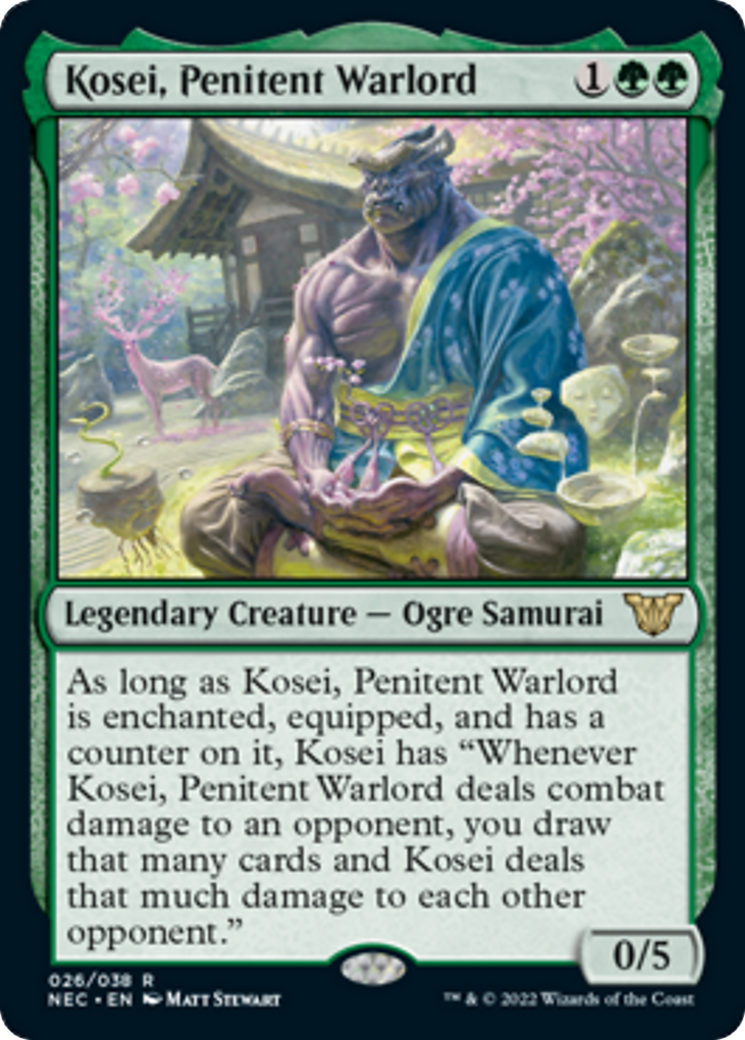 Kosei, Penitent Warlord 1
Legendary Creature — Ogre Samurai
As long as Kosei, Penitent Warlord
is enchanted, equipped, and has a
counter on it, Kosei has “Whenever
Kosei, Penitent Warlord deals combat
damage to an opponent, you draw
that many cards and Kosei deals
that much damage to each other
opponent.”
0/5
026/038 R
NEC • EN Matt Stewart
™ & © 2022 Wizards of the Coast